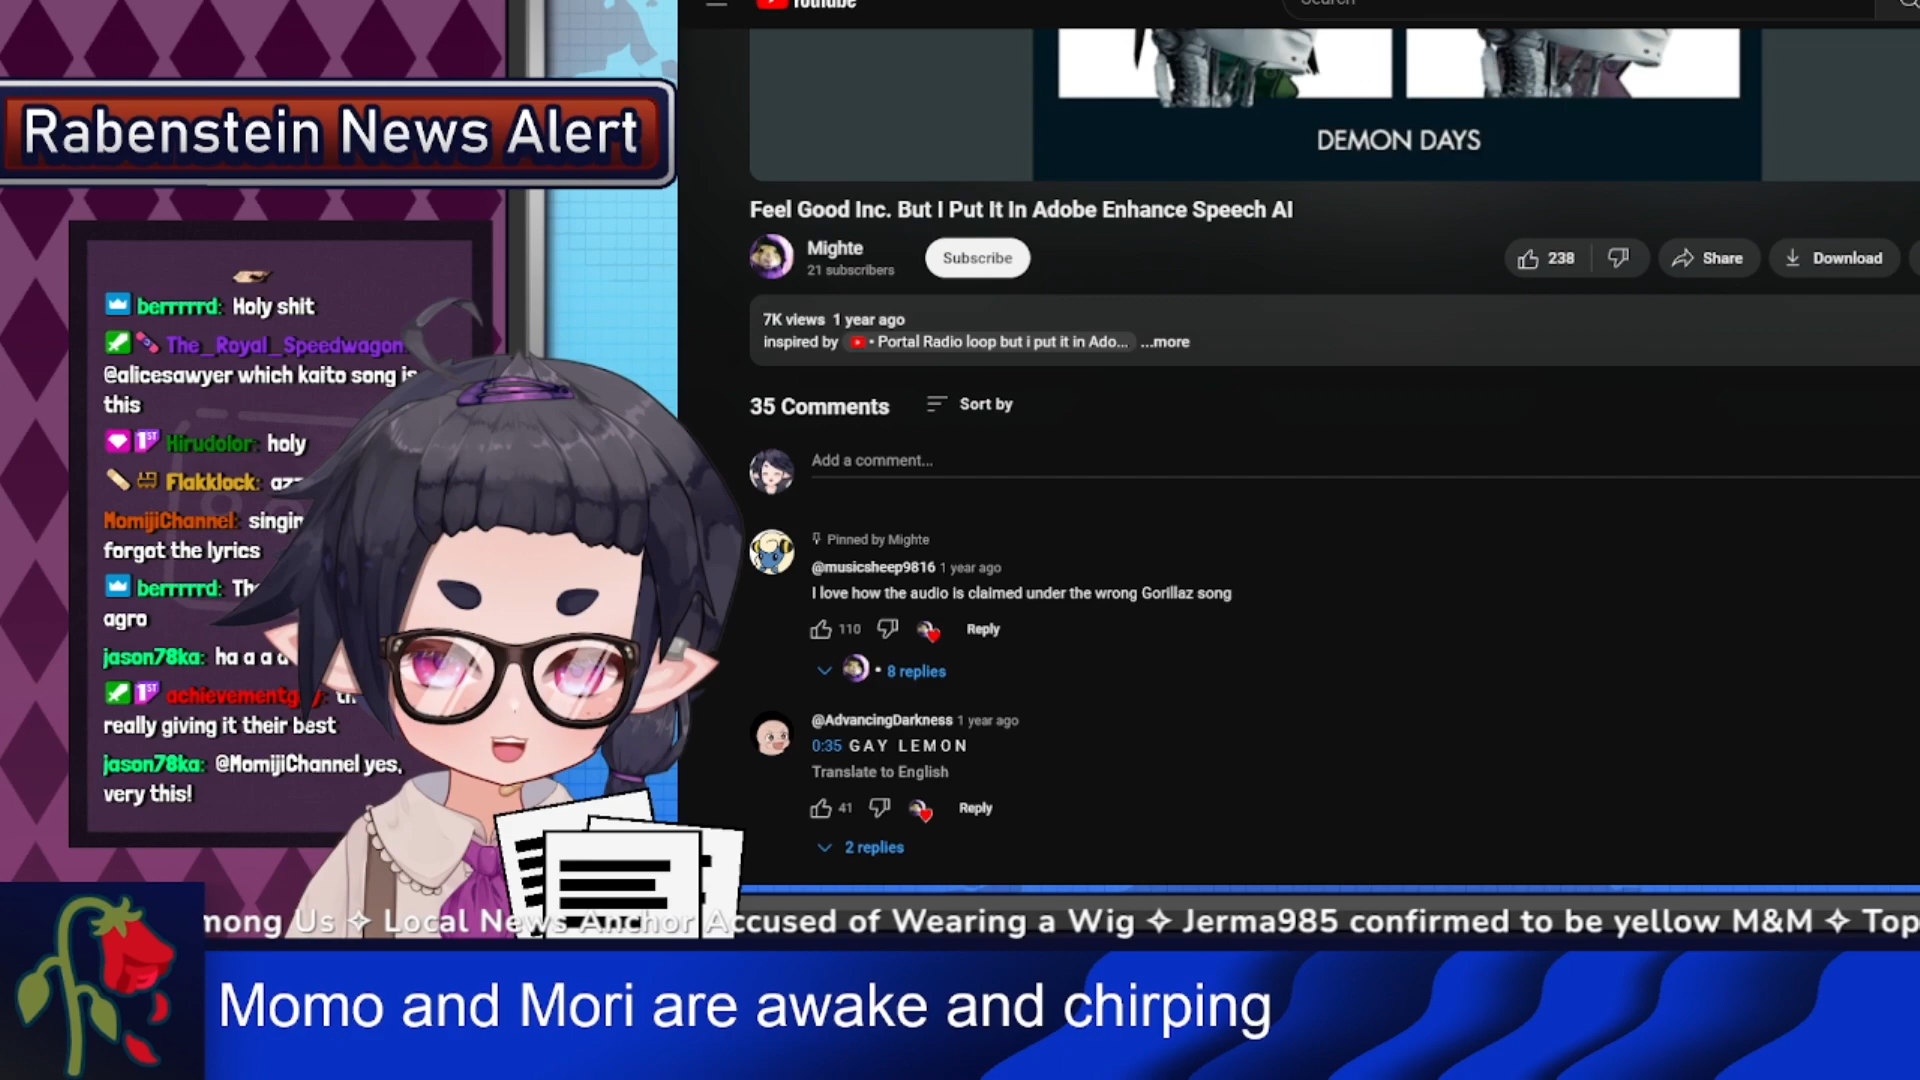 YouTube
Search
Rabenstein News Alert
berrrrrd: Holy shit
The_Royal_Speedwagon:
@alicesawyer which kaito song is
this
Hirudolor: holy
Flakklock:
MomijiChannel:
forgot the lyrics
berrrrrd:
agro
jason78ka: ha a a a
really giving it their best
jason78ka: @MomijiChannel yes,
very this!
DEMON DAYS
Feel Good Inc. But I Put It In Adobe Enhance Speech AI
Mighte
21 subscribers
Subscribe
238
Share
Download
7K views 1 year ago
inspired by • Portal Radio loop but i put it in Ado... ...more
35 Comments
Sort by
Add a comment...
Pinned by Mighte
@musicsheep9816 1 year ago
I love how the audio is claimed under the wrong Gorillaz song
110
Reply
• 8 replies
@AdvancingDarkness 1 year ago
0:35 G A Y L E M O N
Translate to English
41
Reply
2 replies
mong Us ✧ Local News Anchor Accused of Wearing a Wig ✧ Jerma985 confirmed to be yellow M&M ✧ Top
Momo and Mori are awake and chirping